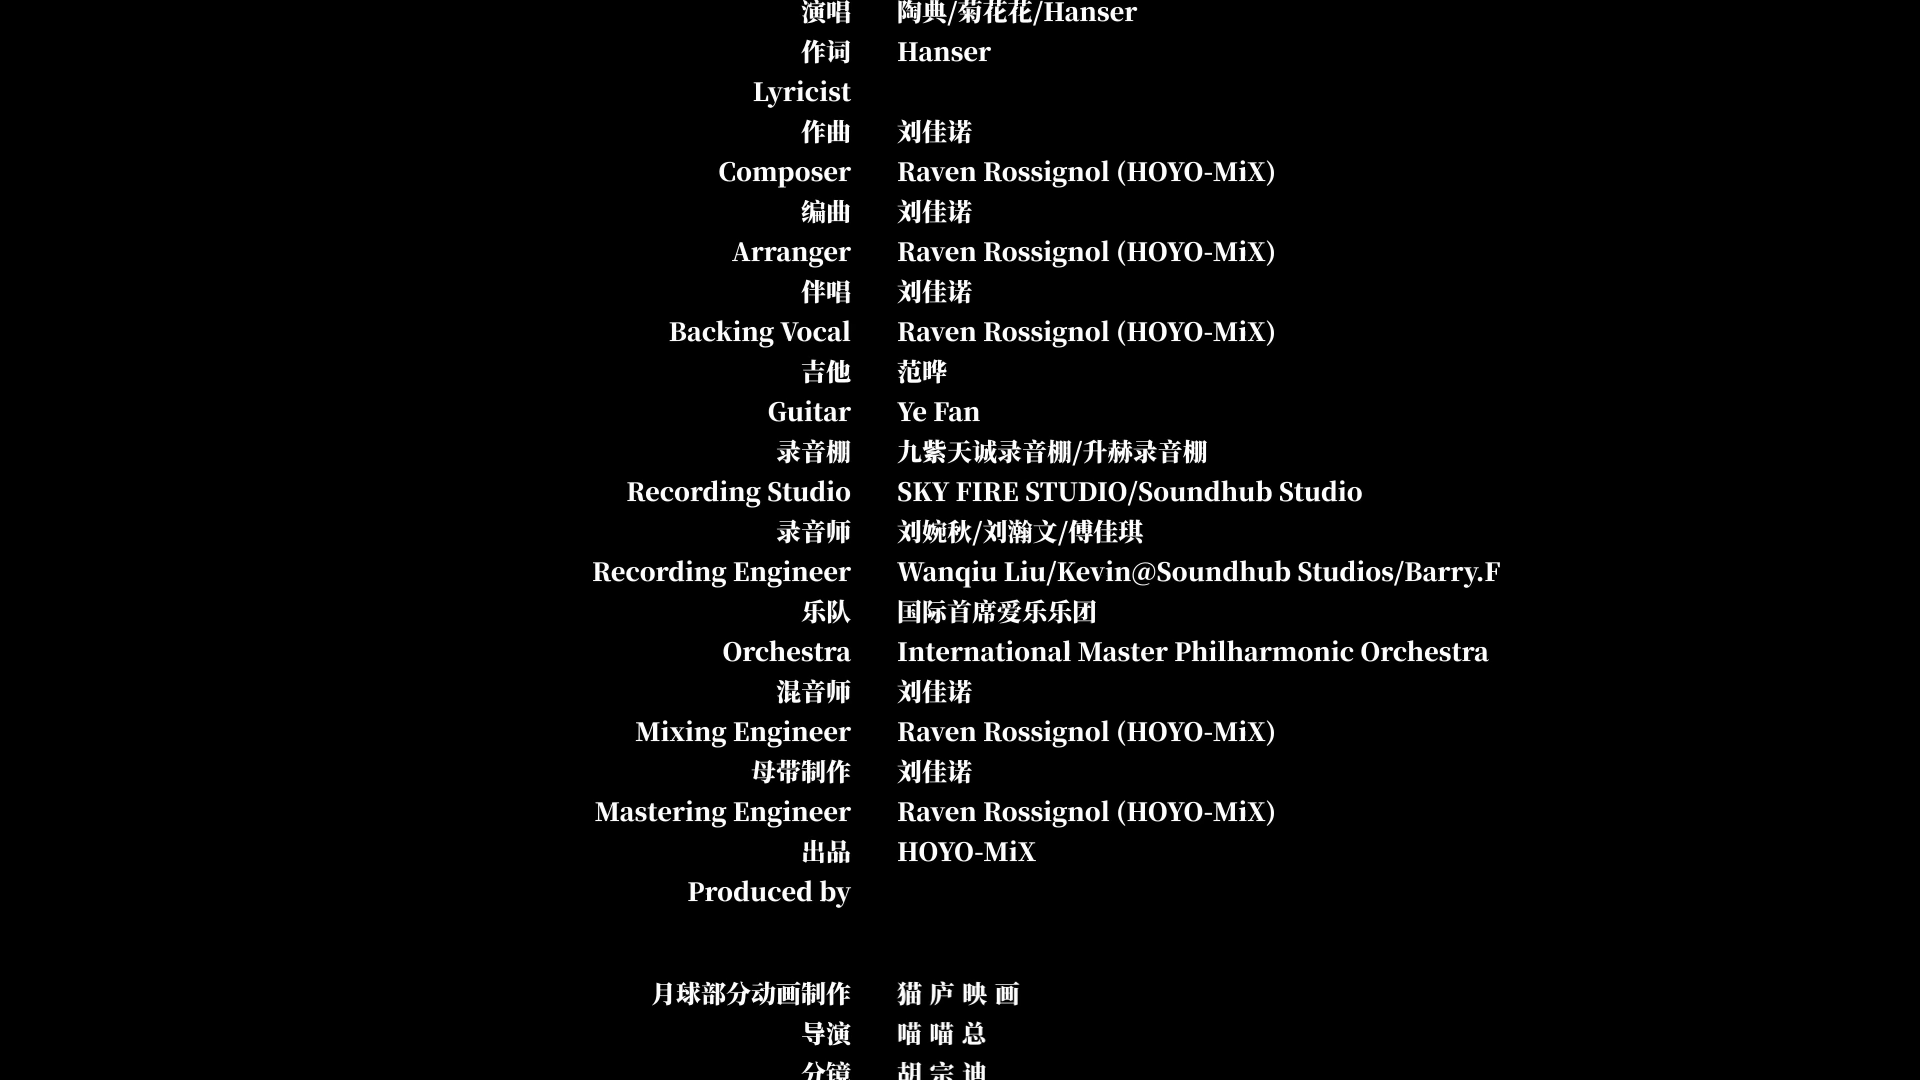 演唱 陶典/菊花花/Hanser
作词 Hanser
Lyricist
作曲 刘佳诺
Composer Raven Rossignol (HOYO-MiX)
编曲 刘佳诺
Arranger Raven Rossignol (HOYO-MiX)
伴唱 刘佳诺
Backing Vocal Raven Rossignol (HOYO-MiX)
吉他 范晔
Guitar Ye Fan
录音棚 九紫天诚录音棚/升赫录音棚
Recording Studio SKY FIRE STUDIO/Soundhub Studio
录音师 刘婉秋/刘瀚文/傅佳琪
Recording Engineer Wanqiu Liu/Kevin@Soundhub Studios/Barry.F
乐队 国际首席爱乐乐团
Orchestra International Master Philharmonic Orchestra
混音师 刘佳诺
Mixing Engineer Raven Rossignol (HOYO-MiX)
母带制作 刘佳诺
Mastering Engineer Raven Rossignol (HOYO-MiX)
出品 HOYO-MiX
Produced by
月球部分动画制作 猫 庐 映 画
导演 喵 喵 总
分镜 胡 宗 迪